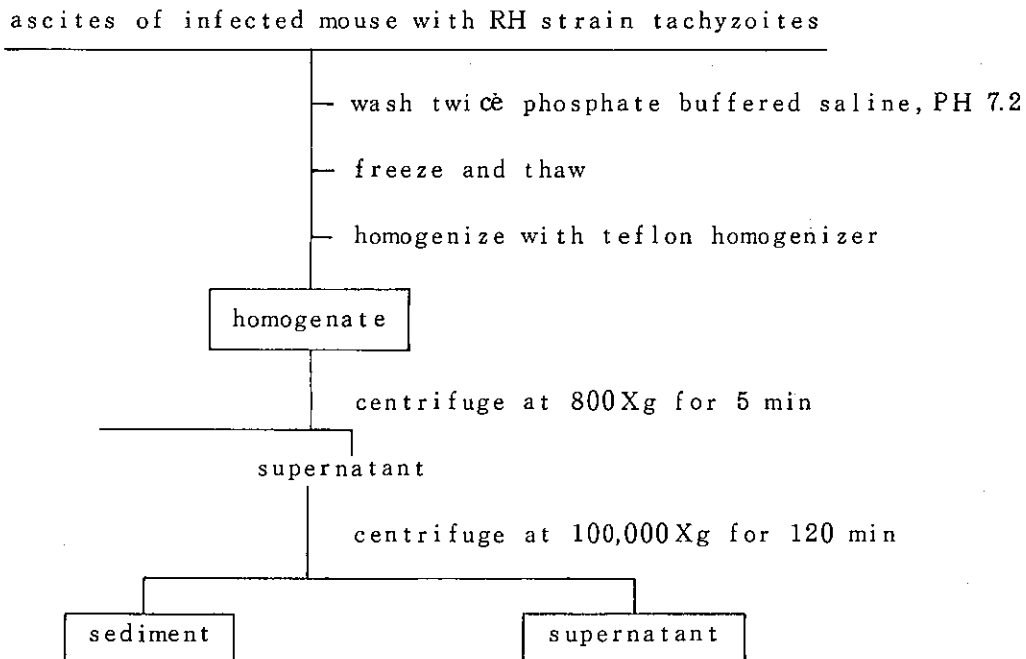 ascites of infected mouse with RH strain tachyzoites
wash twice phosphate buffered saline, PH 7.2
freeze and thaw
homogenize with teflon homogenizer
homogenate
centrifuge at 800Xg for 5 min
supernatant
centrifuge at 100,000Xg for 120 min
sediment supernatant